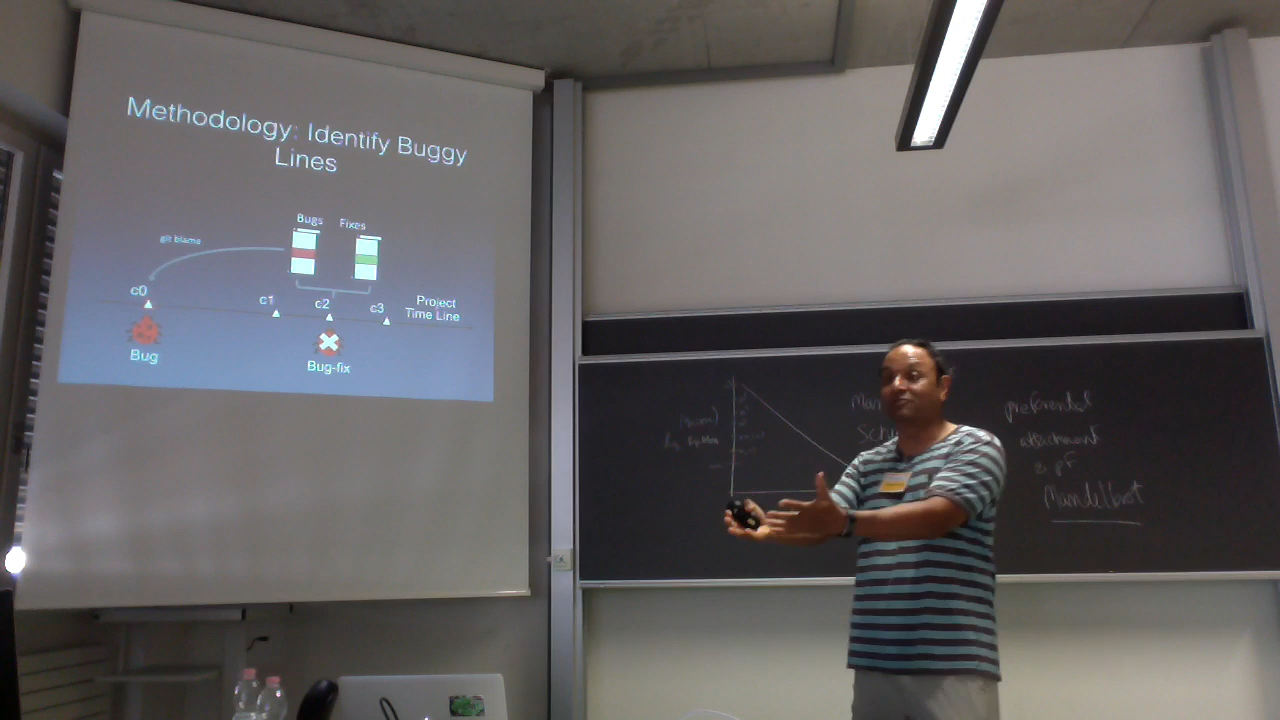 Methodology: Identify Buggy
Lines
Bugs
Fixes
git blame
c0
c1
c2
c3
Project
Time Line
Bug
Bug-fix
preferential
attachment
Mandelbrot